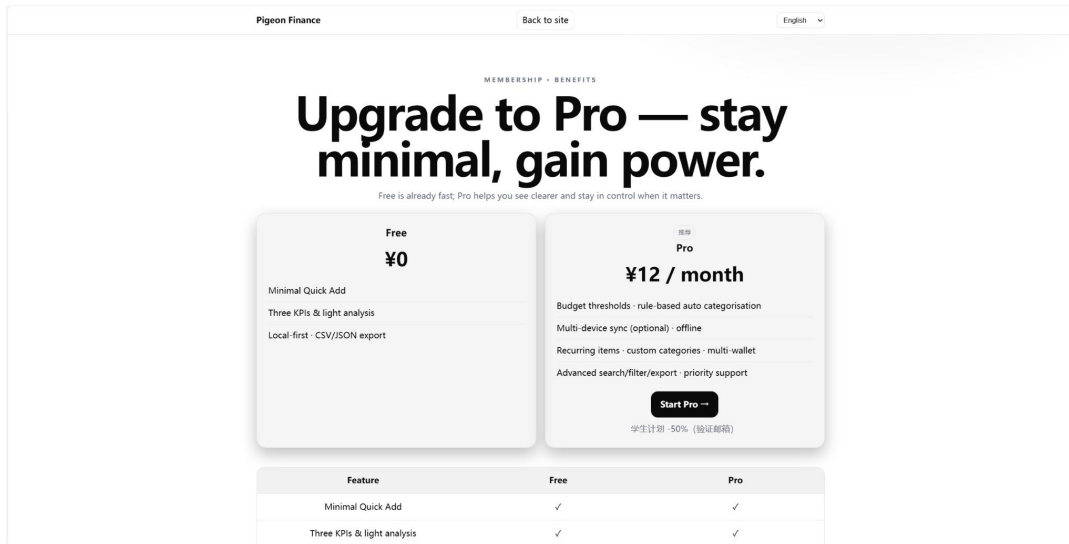 Pigeon Finance
Back to site
English
MEMBERSHIP • BENEFITS
Upgrade to Pro — stay
minimal, gain power.
Free is already fast; Pro helps you see clearer and stay in control when it matters.
Free
¥0
Minimal Quick Add
Three KPIs & light analysis
Local-first · CSV/JSON export
推荐
Pro
¥12 / month
Budget thresholds · rule-based auto categorisation
Multi-device sync (optional) · offline
Recurring items · custom categories · multi-wallet
Advanced search/filter/export · priority support
Start Pro →
学生计划 -50%（验证邮箱）
Feature Free Pro
Minimal Quick Add ✓ ✓
Three KPIs & light analysis ✓ ✓